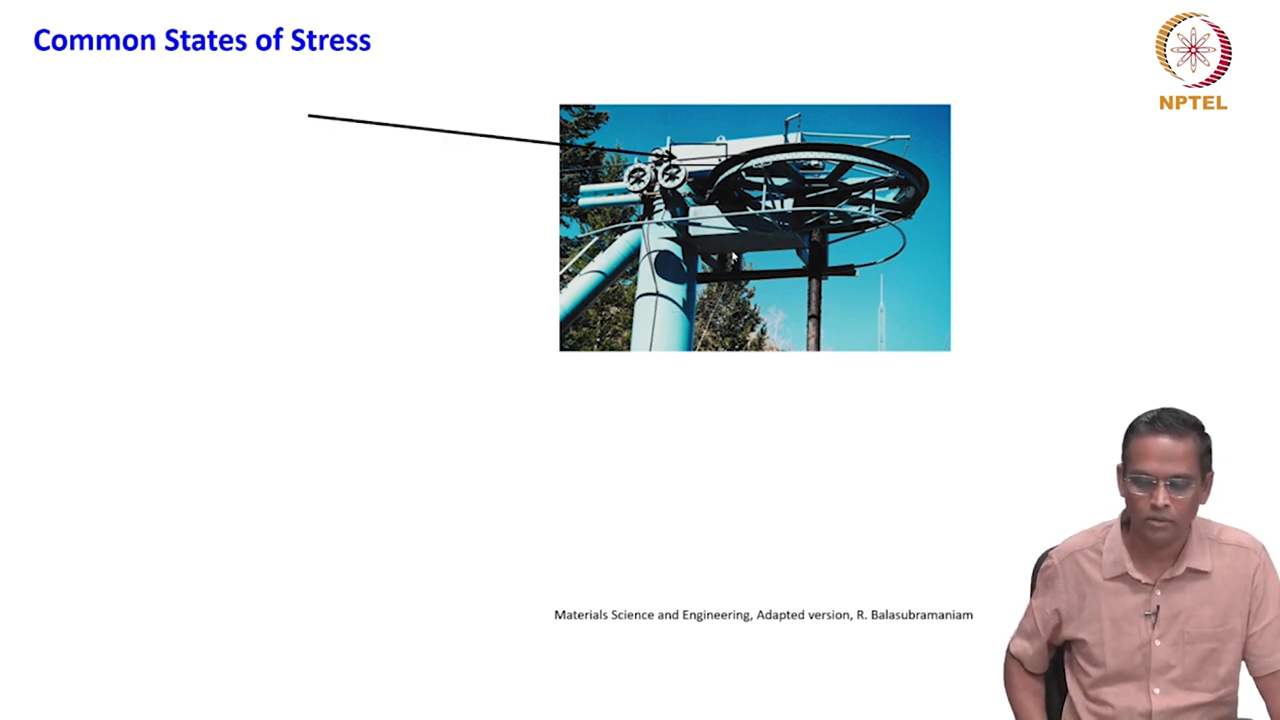 Common States of Stress
NPTEL
Materials Science and Engineering, Adapted version, R. Balasubramaniam